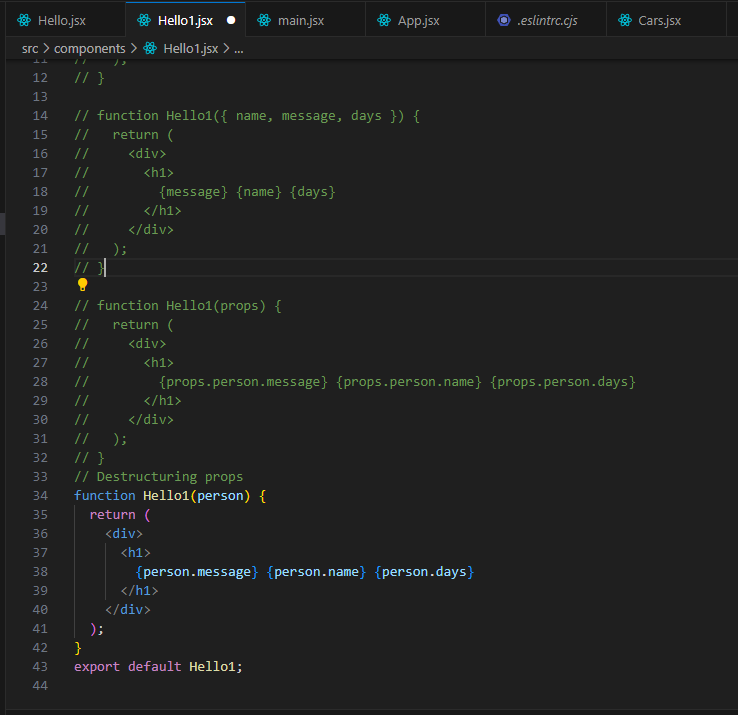 Hello.jsx Hello1.jsx main.jsx App.jsx .eslintrc.cjs Cars.jsx
src > components > Hello1.jsx > ...
11 //   );
12 // }
13
14 // function Hello1({ name, message, days }) {
15 //   return (
16 //     <div>
17 //       <h1>
18 //         {message} {name} {days}
19 //       </h1>
20 //     </div>
21 //   );
22 // }
23
24 // function Hello1(props) {
25 //   return (
26 //     <div>
27 //       <h1>
28 //         {props.person.message} {props.person.name} {props.person.days}
29 //       </h1>
30 //     </div>
31 //   );
32 // }
33 // Destructuring props
34 function Hello1(person) {
35   return (
36     <div>
37       <h1>
38         {person.message} {person.name} {person.days}
39       </h1>
40     </div>
41   );
42 }
43 export default Hello1;
44